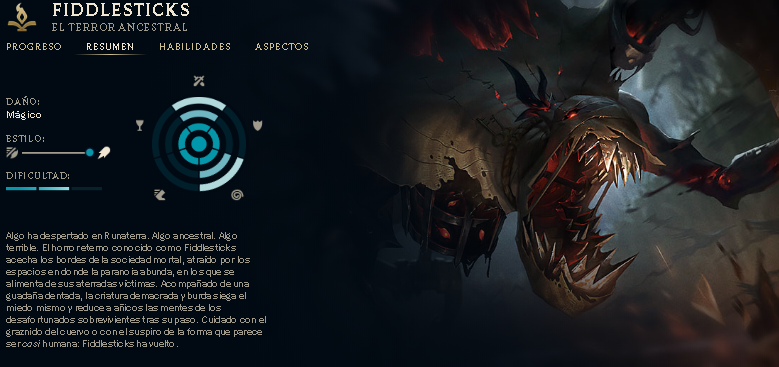 FIDDLESTICKS
EL TERROR ANCESTRAL
PROGRESO RESUMEN HABILIDADES ASPECTOS
DAÑO:
Mágico
ESTILO:
DIFICULTAD:
Algo ha despertado en Runaterra. Algo ancestral. Algo
terrible. El horror eterno conocido como Fiddlesticks
acecha los bordes de la sociedad mortal, atraído por los
espacios en donde la paranoia abunda, en los que se
alimenta de sus aterradas víctimas. Acompañado de una
guadaña dentada, la criatura demacrada y burda siega el
miedo mismo y reduce a añicos las mentes de los
desafortunados sobrevivientes tras su paso. Cuidado con el
graznido del cuervo o con el suspiro de la forma que parece
ser casi humana: Fiddlesticks ha vuelto.